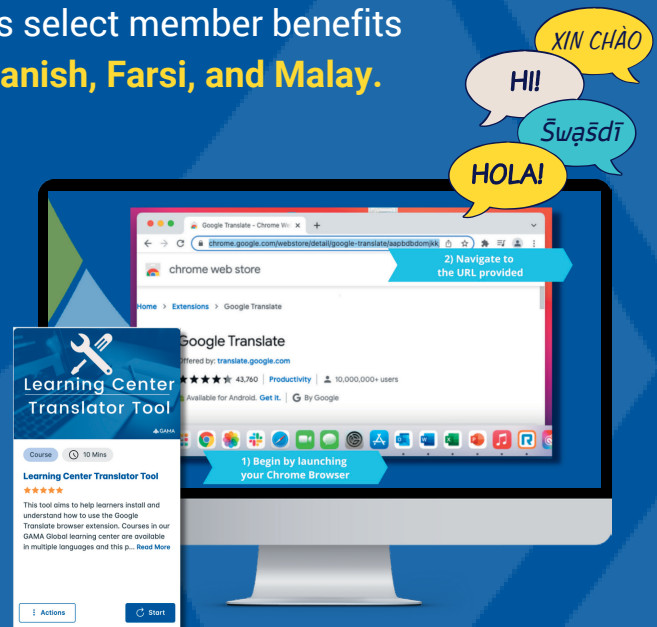 s select member benefits
anish, Farsi, and Malay.
XIN CHÀO
HI!
S̄wạs̄dī
HOLA!
Google Translate - Chrome We
chrome.google.com/webstore/detail/google-translate/aapbdbdomjkk
2) Navigate to
the URL provided
chrome web store
Home > Extensions > Google Translate
Google Translate
Offered by: translate.google.com
43,760 | Productivity | 10,000,000+ users
Available for Android. Get it. | G By Google
1) Begin by launching
your Chrome Browser
Learning Center
Translator Tool
GAMA
Course 10 Mins
Learning Center Translator Tool
This tool aims to help learners install and
understand how to use the Google
Translate browser extension. Courses in our
GAMA Global learning center are available
in multiple languages and this p... Read More
Actions Start